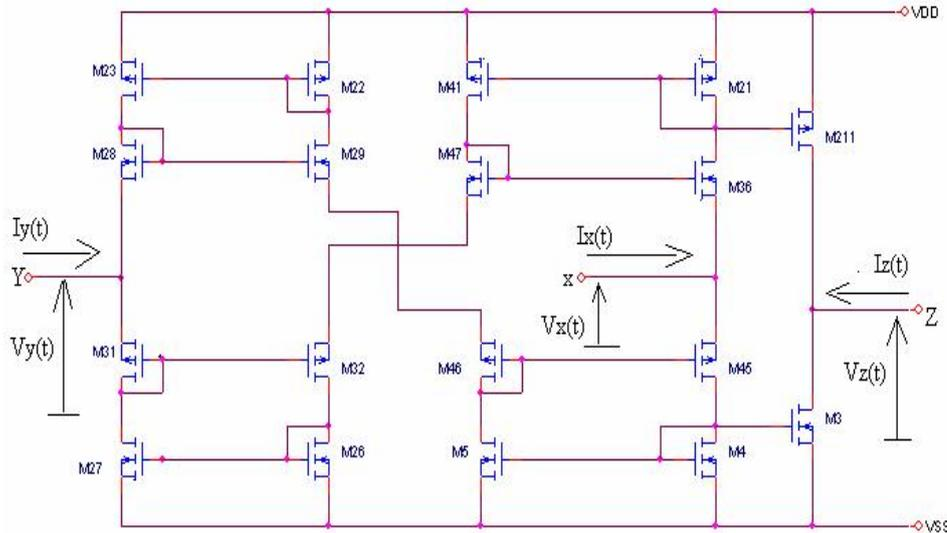 VDD
M23
M22
M41
M21
M211
M28
M29
M47
M36
Iy(t)
Ix(t)
Iz(t)
Y
x
Z
Vy(t)
Vx(t)
Vz(t)
M31
M32
M46
M45
M3
M27
M26
M5
M4
VSS